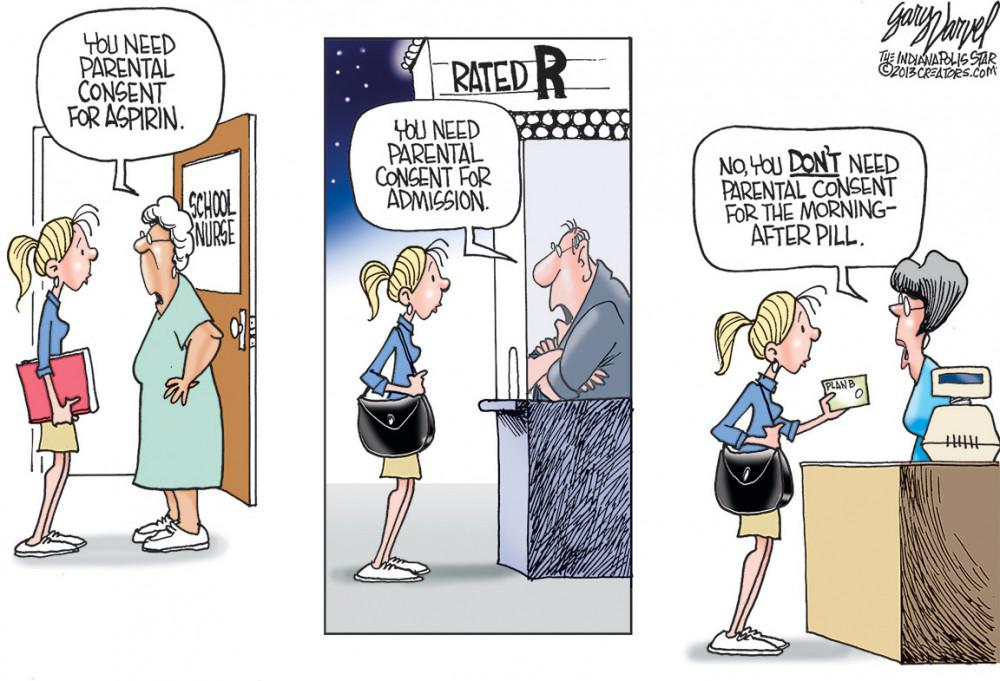 YOU NEED
PARENTAL
CONSENT
FOR ASPIRIN.
SCHOOL
NURSE
RATED R
YOU NEED
PARENTAL
CONSENT FOR
ADMISSION.
Gary Varvel
THE INDIANAPOLIS STAR
©2013 CREATORS.COM
NO, YOU DON'T NEED
PARENTAL CONSENT
FOR THE MORNING-
AFTER PILL.
PLAN B